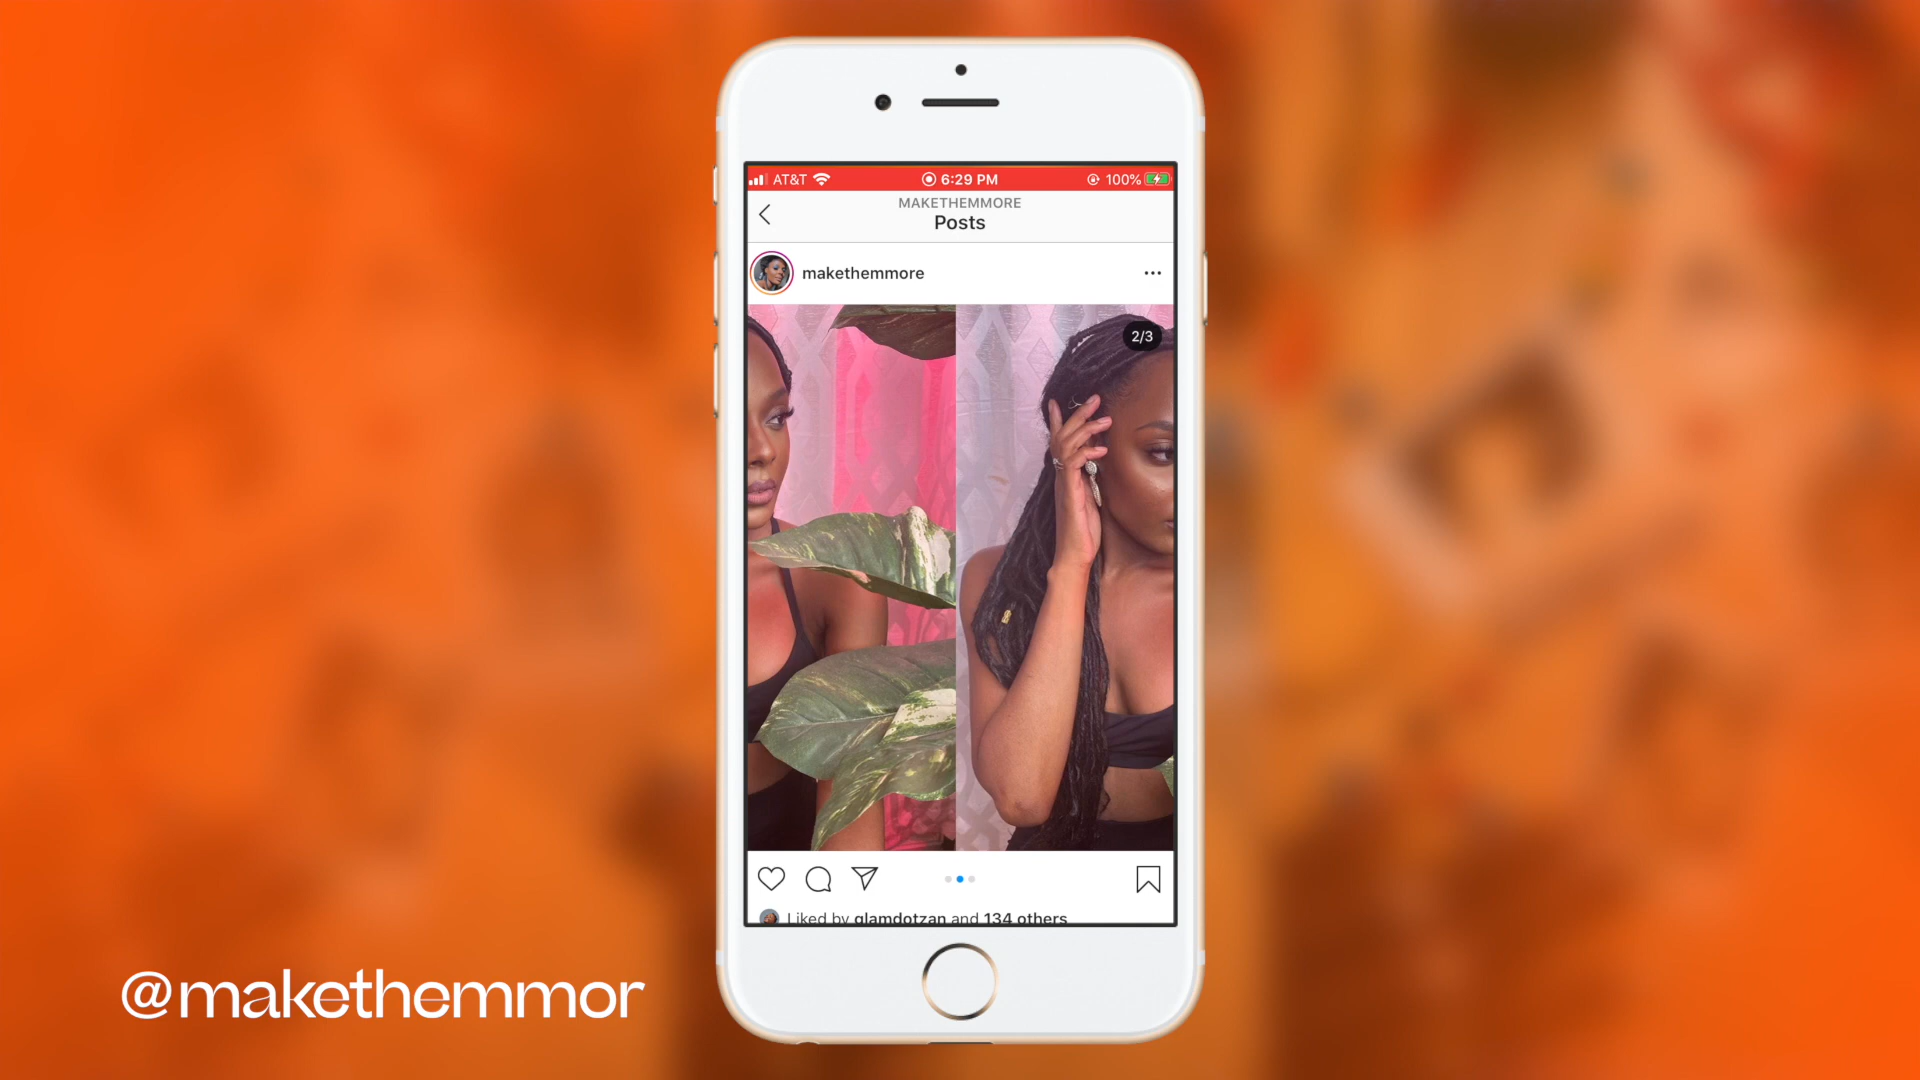 AT&T
6:29 PM
100%
MAKETHEMMORE
Posts
makethemmore
2/3
Liked by glamdotzan and 134 others
@makethemmor